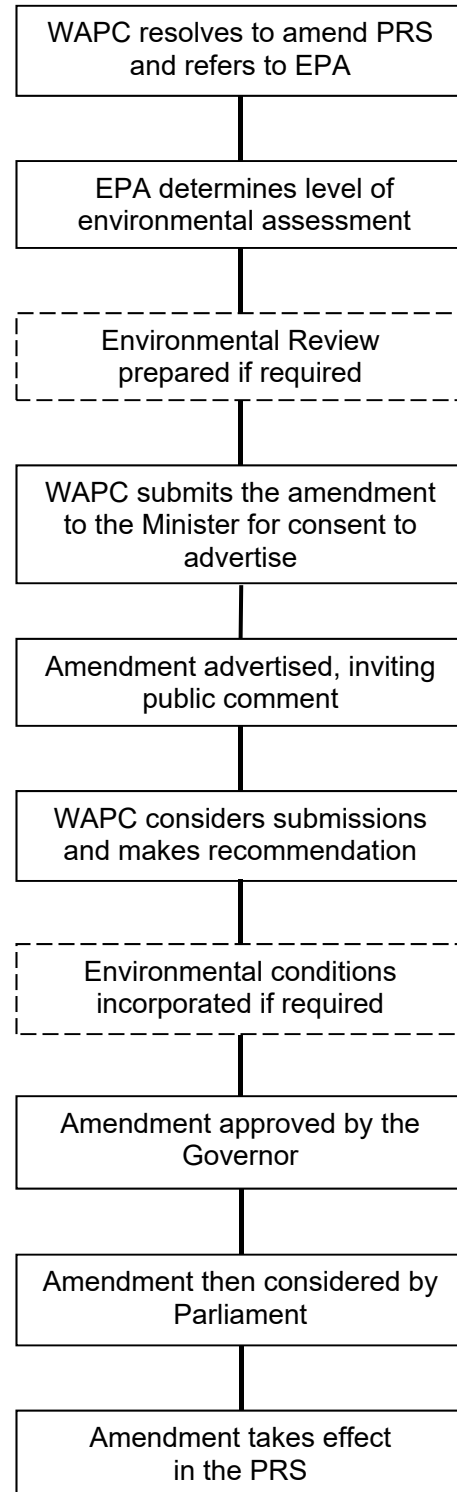 WAPC resolves to amend PRS
and refers to EPA
EPA determines level of
environmental assessment
Environmental Review
prepared if required
WAPC submits the amendment
to the Minister for consent to
advertise
Amendment advertised, inviting
public comment
WAPC considers submissions
and makes recommendation
Environmental conditions
incorporated if required
Amendment approved by the
Governor
Amendment then considered by
Parliament
Amendment takes effect
in the PRS